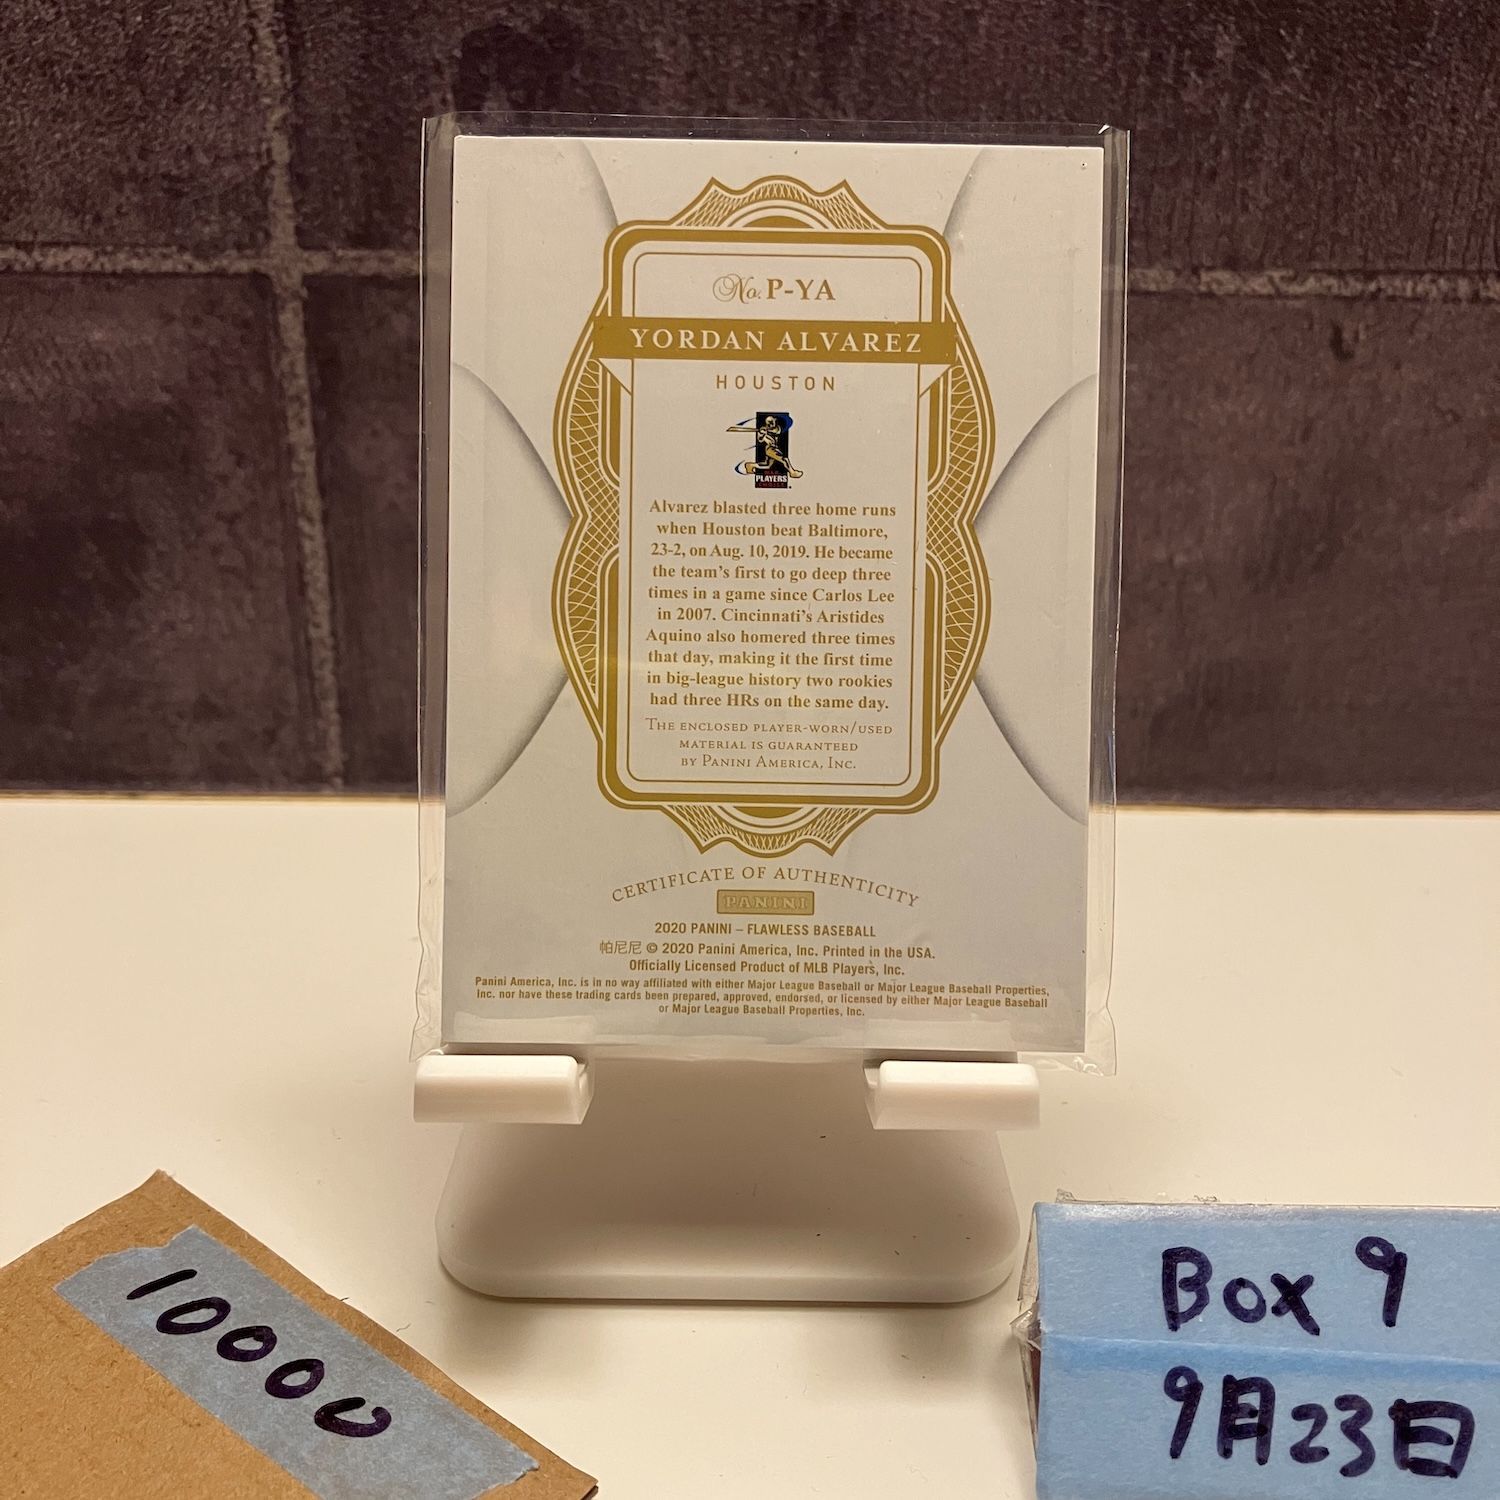 No. P-YA
YORDAN ALVAREZ
HOUSTON
PLAYERS
CHOICE
Alvarez blasted three home runs
when Houston beat Baltimore,
23-2, on Aug. 10, 2019. He became
the team's first to go deep three
times in a game since Carlos Lee
in 2007. Cincinnati's Aristides
Aquino also homered three times
that day, making it the first time
in big-league history two rookies
had three HRs on the same day.
THE ENCLOSED PLAYER-WORN/USED
MATERIAL IS GUARANTEED
BY PANINI AMERICA, INC.
CERTIFICATE OF AUTHENTICITY
PANINI
2020 PANINI – FLAWLESS BASEBALL
帕尼尼 © 2020 Panini America, Inc. Printed in the USA.
Officially Licensed Product of MLB Players, Inc.
Panini America, Inc. is in no way affiliated with either Major League Baseball or Major League Baseball Properties,
Inc. nor have these trading cards been prepared, approved, endorsed, or licensed by either Major League Baseball
or Major League Baseball Properties, Inc.
10000
Box 9
9月23日